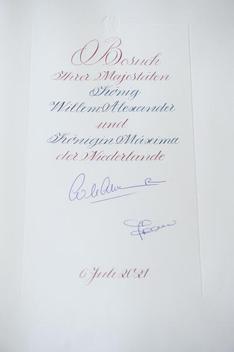 Besuch
Ihrer Majestäten
König
Willem-Alexander
und
Königin Máxima
der Niederlande
6 Juli 2021